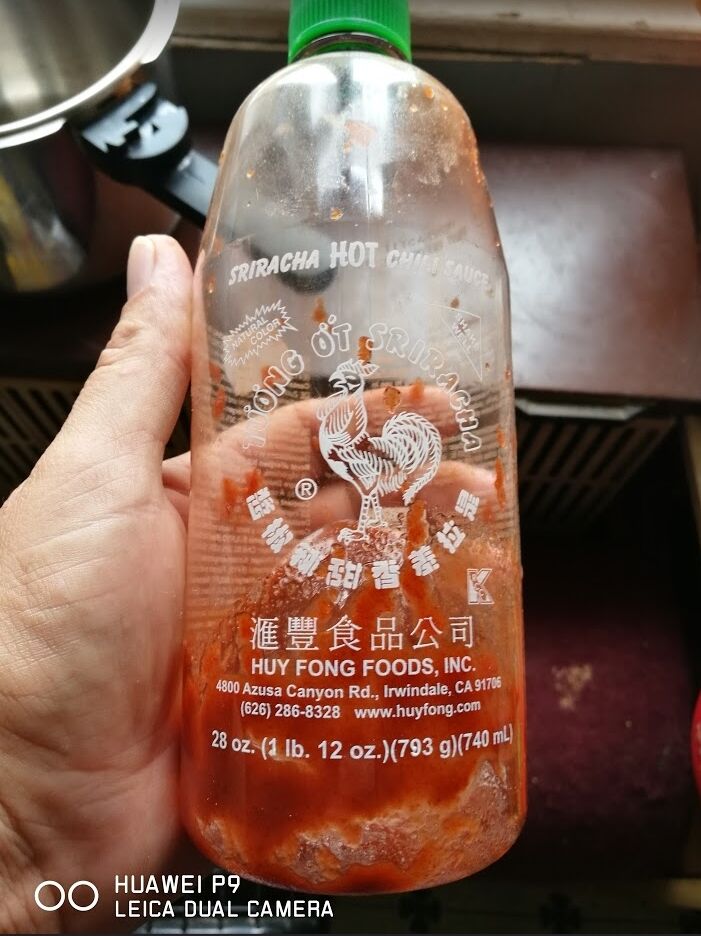 SRIRACHA HOT CHILI SAUCE
NATURAL COLOR
TƯƠNG ỚT SRIRACHA
®
滙豐食品公司
HUY FONG FOODS, INC.
4800 Azusa Canyon Rd., Irwindale, CA 91706
(626) 286-8328 www.huyfong.com
28 oz. (1 lb. 12 oz.)(793 g)(740 mL)
HUAWEI P9
LEICA DUAL CAMERA